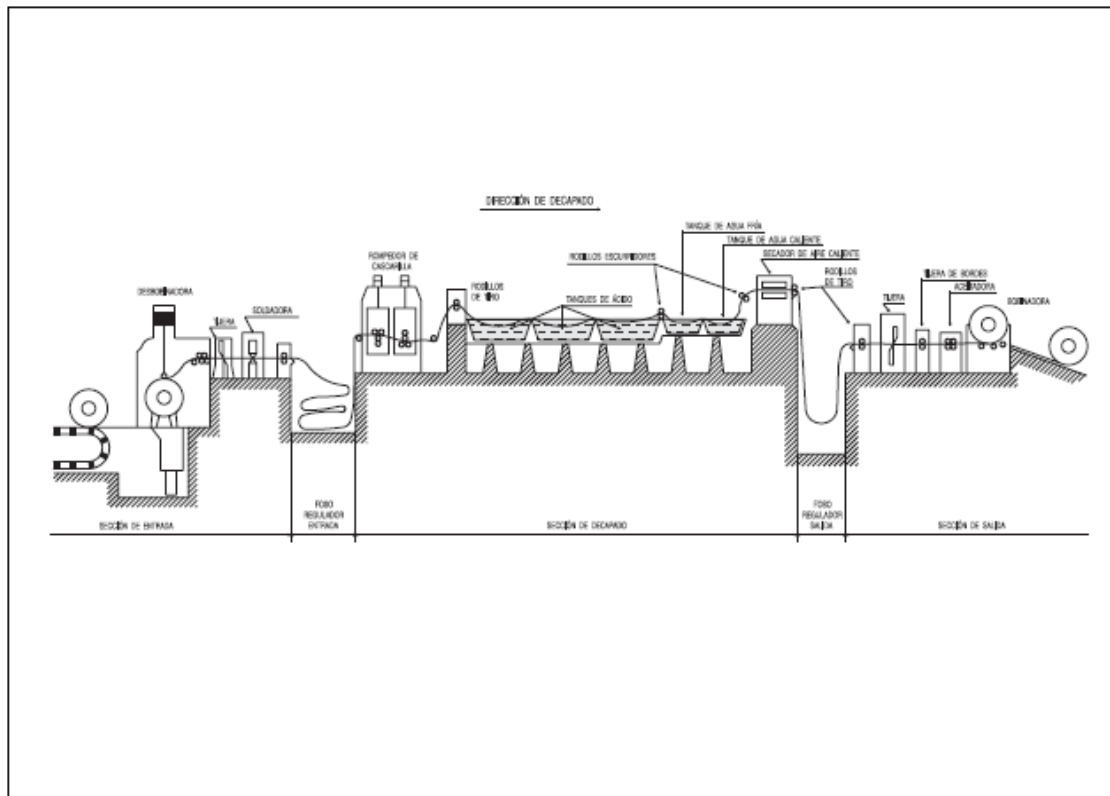 DIRECCIÓN DE DECAPADO
TANQUE DE AGUA FRÍA
TANQUE DE AGUA CALIENTE
SECADOR DE AIRE CALIENTE
RODILLOS ESCURRIDORES
ROMPEDOR DE
CASCARILLA
RODILLOS
DE TIRO
TIJERA DE BORDES
ACEITADORA
RODILLOS
DE TIRO
DESBOBINADORA
TANQUES DE ÁCIDO
TIJERA
BOBINADORA
SOLDADORA
TIJERA
FOSO
REGULADOR
ENTRADA
FOSO
REGULADOR
SALIDA
SECCIÓN DE ENTRADA
SECCIÓN DE DECAPADO
SECCIÓN DE SALIDA